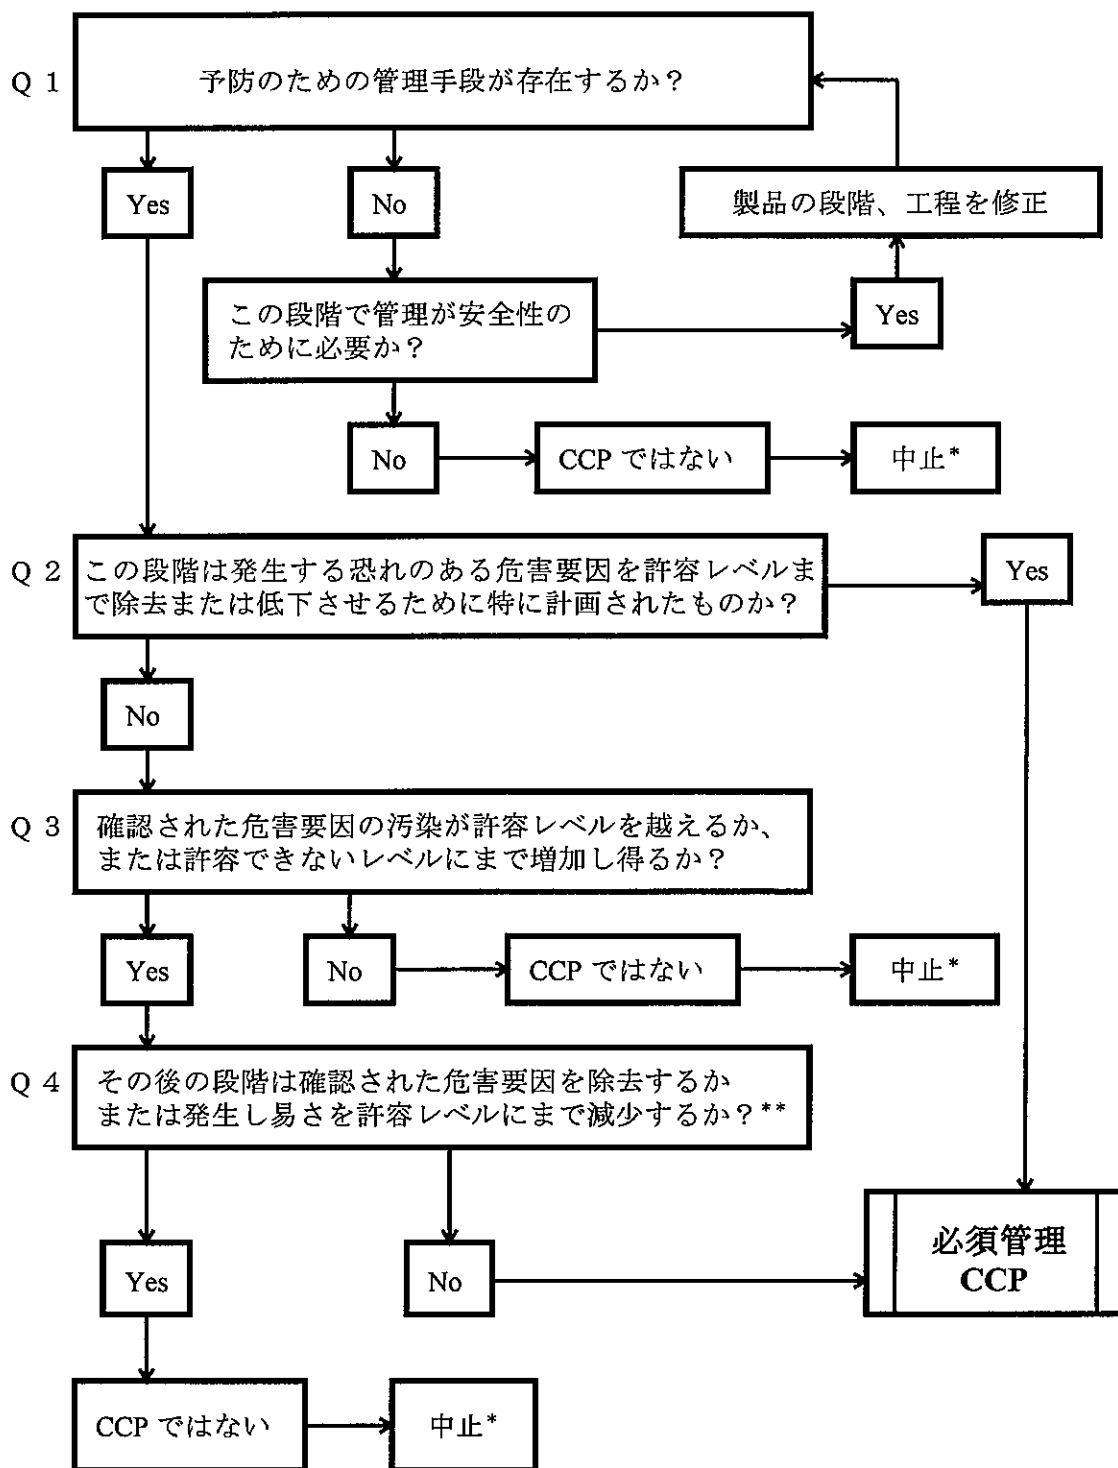 Q 1
予防のための管理手段が存在するか？
Yes
No
製品の段階、工程を修正
この段階で管理が安全性の
ために必要か？
Yes
No
CCP ではない
中止*
Q 2
この段階は発生する恐れのある危害要因を許容レベルま
で除去または低下させるために特に計画されたものか？
Yes
No
Q 3
確認された危害要因の汚染が許容レベルを越えるか、
または許容できないレベルにまで増加し得るか？
Yes
No
CCP ではない
中止*
Q 4
その後の段階は確認された危害要因を除去するか
または発生し易さを許容レベルにまで減少するか？**
Yes
No
必須管理
CCP
CCP ではない
中止*